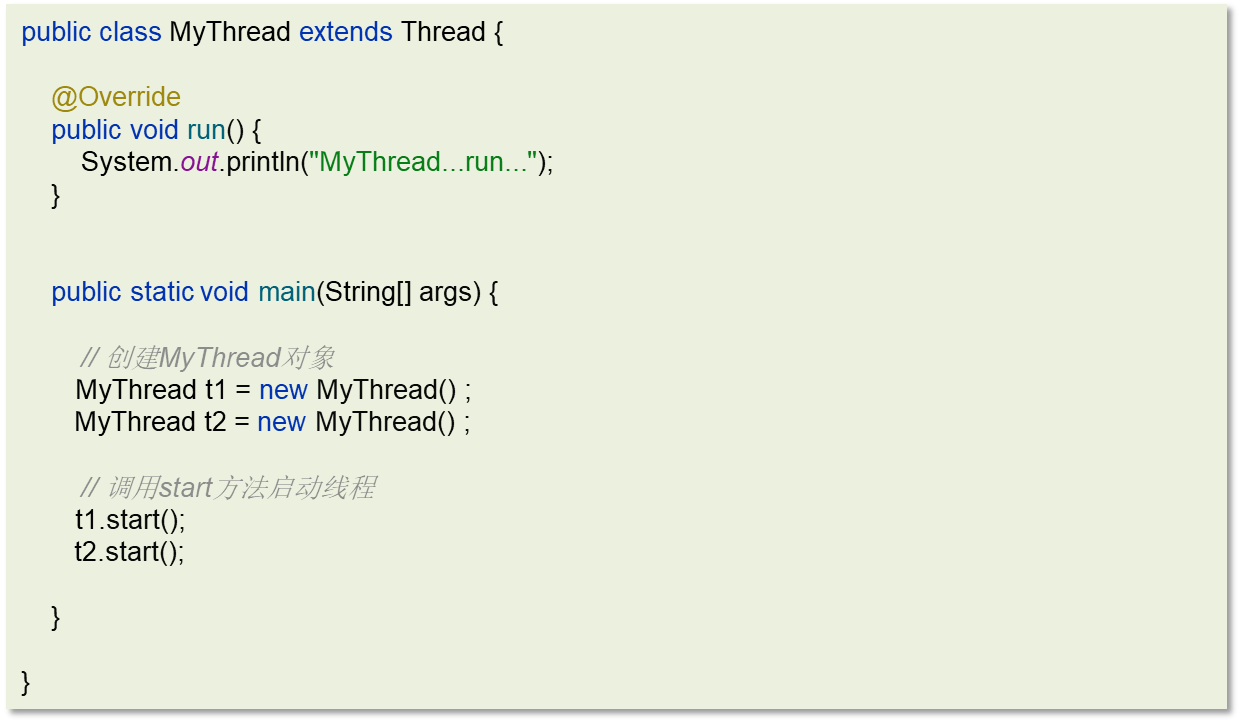 public class MyThread extends Thread {
@Override
public void run() {
System.out.println("MyThread...run...");
}
public static void main(String[] args) {
// 创建MyThread对象
MyThread t1 = new MyThread() ;
MyThread t2 = new MyThread() ;
// 调用start方法启动线程
t1.start();
t2.start();
}
}